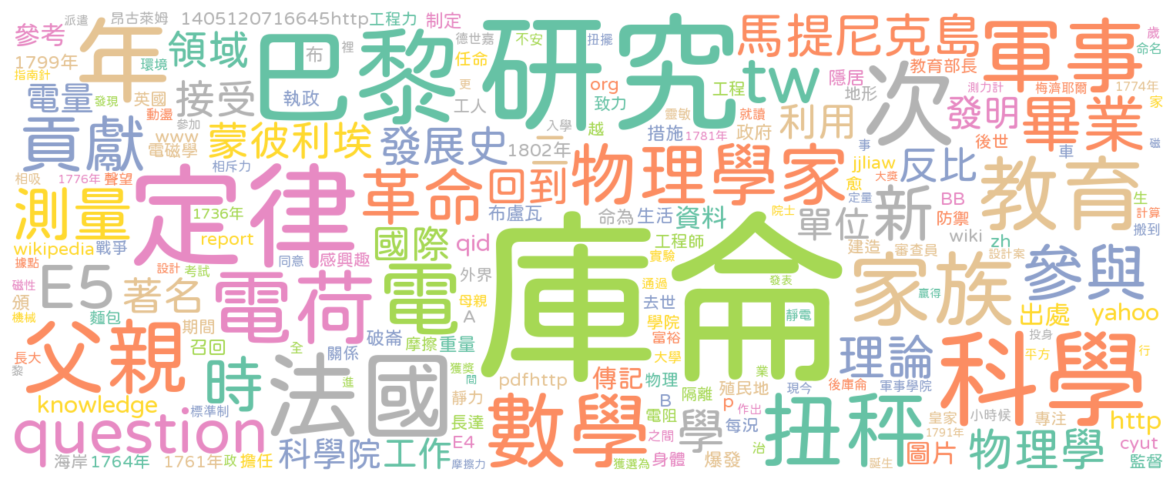 派遣 昂古萊姆 1405120716645http 工程力 制定
參考 年 領域 巴黎 布 德世嘉 任命 不安 扭擺 研究 裡 馬提尼克島 軍事 歲 命名
1799年 指南針 環境 執政 更 org 教育部長 隱居 地形 梅濟耶爾 測力計 1774年 家
電量 發現 英國 動盪 接受 工人 致力 工程 tw 次 發明 畢業
貢獻 www 電磁學 蒙彼利埃 參加 發展史 1802年 入學 二 越 措施 靈敏 1781年 就讀 政府 利用 事 jjliaw 反比 後世 車 磁
相吸 1776年 聲望 相斥力 定律 革命 回到 物理學家 愈 大獎 定量 BB 防禦 教育 生 計算 搬到
測量 1736年 report 布盧瓦 命為 生活 資料 院士 單位 新 wiki zh
wikipedia 戰爭 國際 qid 庫侖 工程師 實驗 建造 審查員 設計案 參與
據點 設計 考試 同意 感興趣 電 外界
磁性 E5 著名 電荷 母親 A 通過 發表 家族 贏得 出處 yahoo
頒 機械 麵包 期間 召回 破崙 去世 學院 靜電 投身
父親 時 法國 關係 摩擦 重量 富裕 大學 理論 科學 平方 行
長大 黎 全 進 獲獎 間 pdfhttp 傳記 物理 隔離 殖民地 業 現今 後庫侖 軍事學院
knowledge 標準制 靜力 數學 B p 作出 扭秤 皇家 小時候 專注 http
question 科學院 工作 長達 E4 電阻 之間 學 每況 治 1791年 物理學 cyut
海岸 1764年 1761年 政 擔任 摩擦力 獲選為 身體 爆發 誕生 圖片 監督